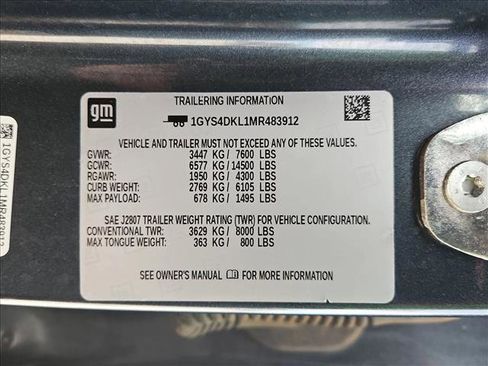 TRAILERING INFORMATION
gm
1GYS4DKL1MR483912
VEHICLE AND TRAILER MUST NOT EXCEED ANY OF THESE VALUES.
GVWR: 3447 KG / 7600 LBS
GCWR: 6577 KG / 14500 LBS
RGAWR: 1950 KG / 4300 LBS
CURB WEIGHT: 2769 KG / 6105 LBS
MAX PAYLOAD: 678 KG / 1495 LBS
SAE J2807 TRAILER WEIGHT RATING (TWR) FOR VEHICLE CONFIGURATION.
CONVENTIONAL TWR: 3629 KG / 8000 LBS
MAX TONGUE WEIGHT: 363 KG / 800 LBS
SEE OWNER'S MANUAL FOR MORE INFORMATION
1GYS4DKL1MR483912